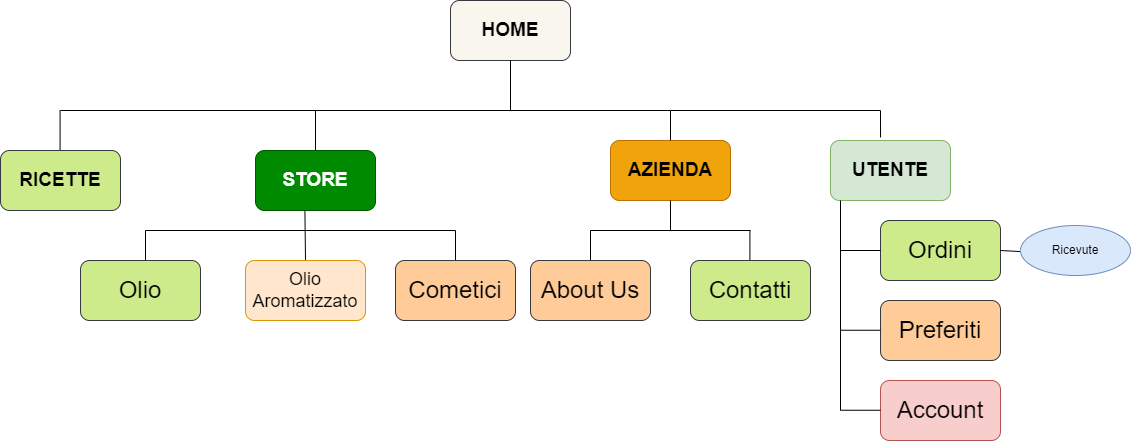 HOME
RICETTE
STORE
AZIENDA
UTENTE
Olio
Olio
Aromatizzato
Cometici
About Us
Contatti
Ordini
Ricevute
Preferiti
Account